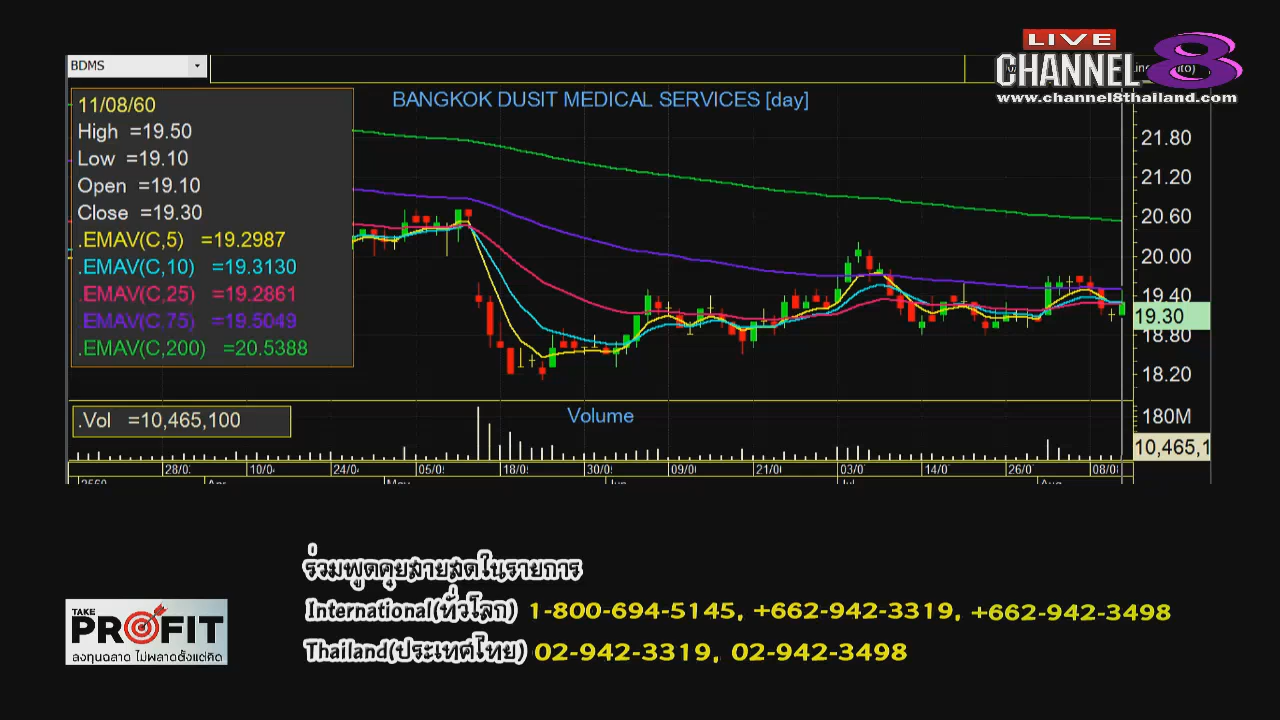 LIVE
CHANNEL 8
www.channel8thailand.com
BDMS
BANGKOK DUSIT MEDICAL SERVICES [day]
11/08/60
High =19.50
Low =19.10
Open =19.10
Close =19.30
.EMAV(C,5) =19.2987
.EMAV(C,10) =19.3130
.EMAV(C,25) =19.2861
.EMAV(C,75) =19.5049
.EMAV(C,200) =20.5388
21.80
21.20
20.60
20.00
19.40
19.30
18.80
18.20
.Vol =10,465,100
Volume
180M
10,465,1
28/0 10/0 24/0 05/0 18/0 30/0 09/0 21/0 03/0 14/0 26/0 08/0
2560 Apr May Jun Jul Aug
ร่วมพูดคุยสายสดในรายการ
International(ทั่วโลก) 1-800-694-5145, +662-942-3319, +662-942-3498
Thailand(ประเทศไทย) 02-942-3319, 02-942-3498
TAKE
PROFIT
ลงทุนฉลาด ไม่พลาดตั้งแต่คิด